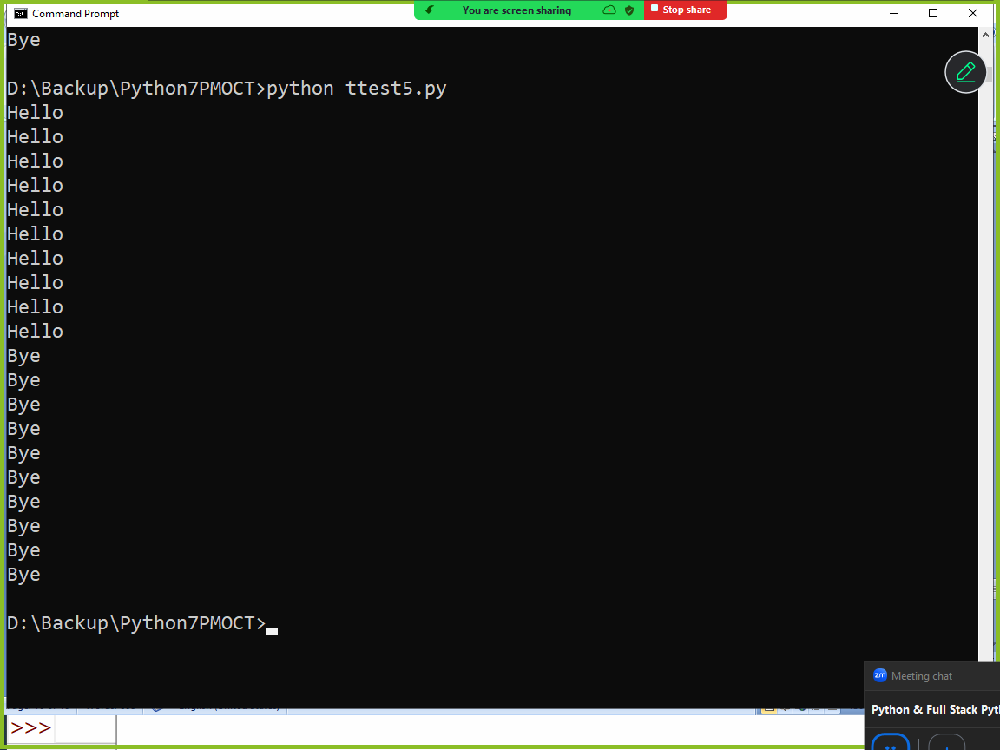 Command Prompt
You are screen sharing
Stop share
Bye
D:\Backup\Python7PMOCT>python ttest5.py
Hello
Hello
Hello
Hello
Hello
Hello
Hello
Hello
Hello
Hello
Bye
Bye
Bye
Bye
Bye
Bye
Bye
Bye
Bye
Bye
D:\Backup\Python7PMOCT>
zm Meeting chat
Python & Full Stack Pyt
>>>